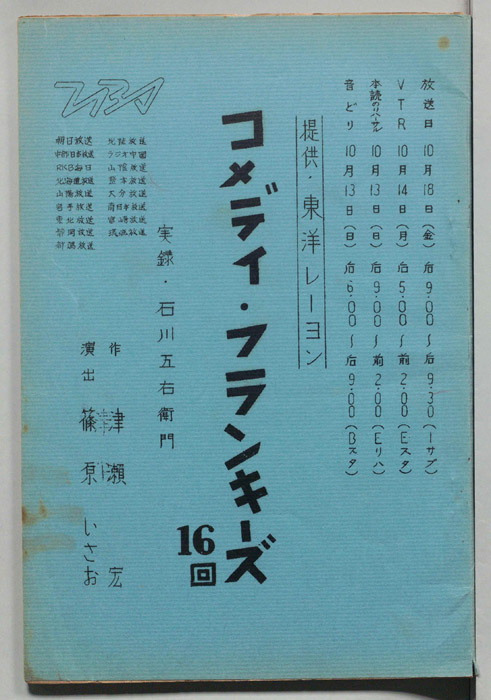 放送日 10月18日(金) 后9:00〜后9:30(1サブ)
VTR 10月14日(月) 后5:00〜前2:00(Eスタ)
本読のリハーサル 10月13日(日) 后9:00〜前2:00(Eリハ)
音どり 10月13日(日) 后6:00〜后9:00(Bスタ)
提供・東洋レーヨン
コメディ・フランキーズ
16回
実録・石川五右衛門
作 津瀬 宏
演出 篠原 いさお
朝日放送
中部日本放送
RKB毎日
北海道放送
山陽放送
岩手放送
東北放送
静岡放送
新潟放送
北陸放送
ラジオ中国
山陰放送
熊本放送
大分放送
南日本放送
宮崎放送
琉球放送